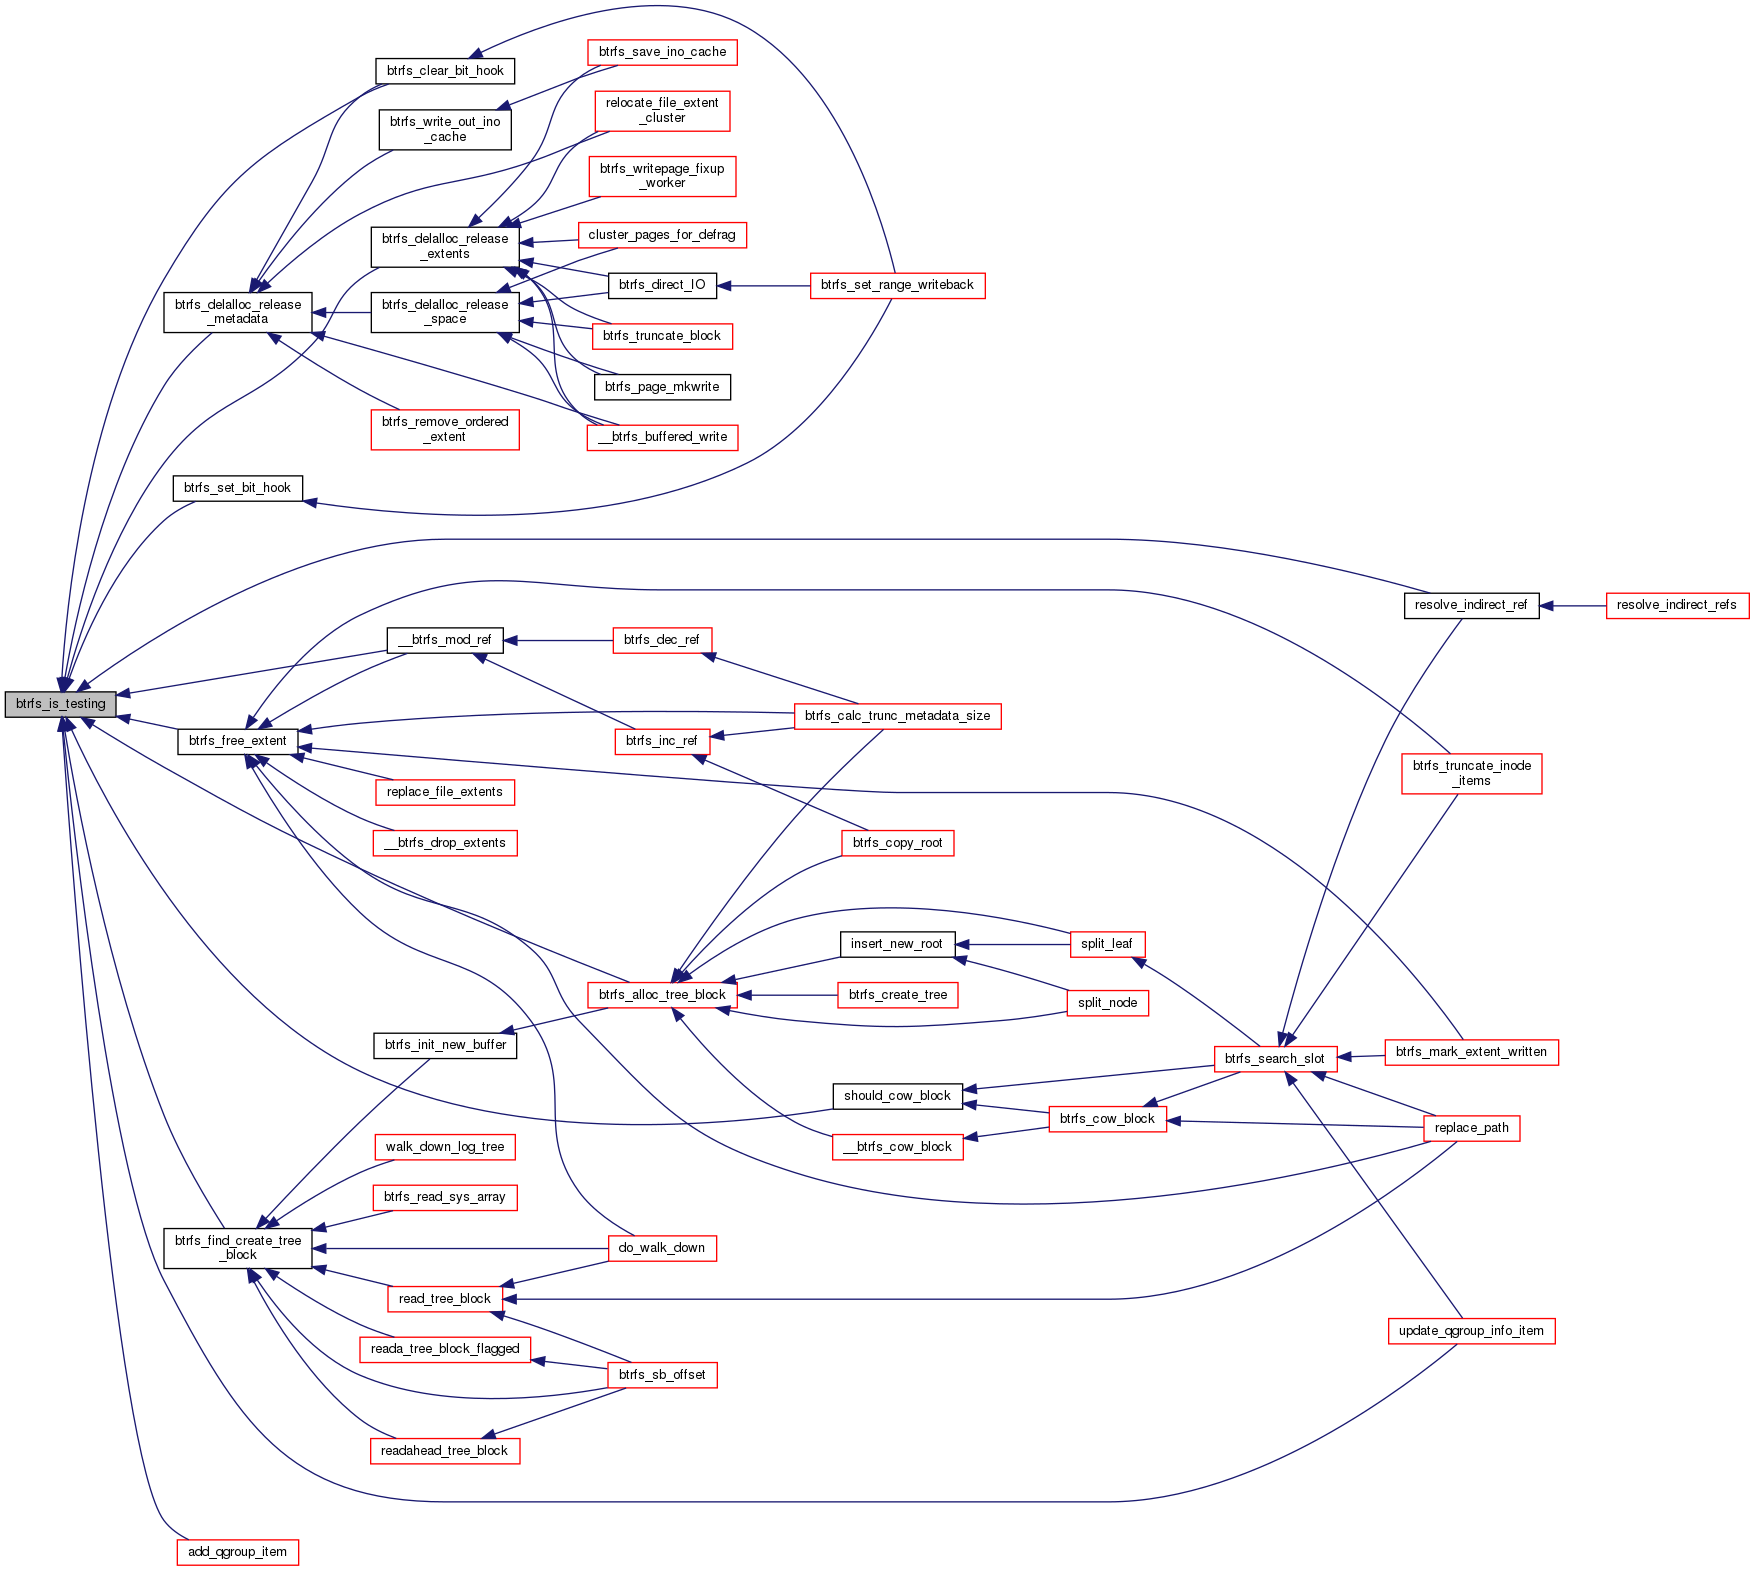 btrfs_save_ino_cache
btrfs_clear_bit_hook
relocate_file_extent
_cluster
btrfs_write_out_ino
_cache
btrfs_writepage_fixup
_worker
cluster_pages_for_defrag
btrfs_delalloc_release
_extents
btrfs_direct_IO
btrfs_set_range_writeback
btrfs_delalloc_release
_metadata
btrfs_delalloc_release
_space
btrfs_truncate_block
btrfs_page_mkwrite
btrfs_remove_ordered
_extent
__btrfs_buffered_write
btrfs_set_bit_hook
resolve_indirect_ref
resolve_indirect_refs
__btrfs_mod_ref
btrfs_dec_ref
btrfs_is_testing
btrfs_calc_trunc_metadata_size
btrfs_free_extent
btrfs_inc_ref
btrfs_truncate_inode
_items
replace_file_extents
__btrfs_drop_extents
btrfs_copy_root
insert_new_root
split_leaf
btrfs_alloc_tree_block
btrfs_create_tree
split_node
btrfs_init_new_buffer
btrfs_search_slot
btrfs_mark_extent_written
should_cow_block
btrfs_cow_block
replace_path
walk_down_log_tree
__btrfs_cow_block
btrfs_read_sys_array
btrfs_find_create_tree
_block
do_walk_down
read_tree_block
update_qgroup_info_item
reada_tree_block_flagged
btrfs_sb_offset
readahead_tree_block
add_qgroup_item